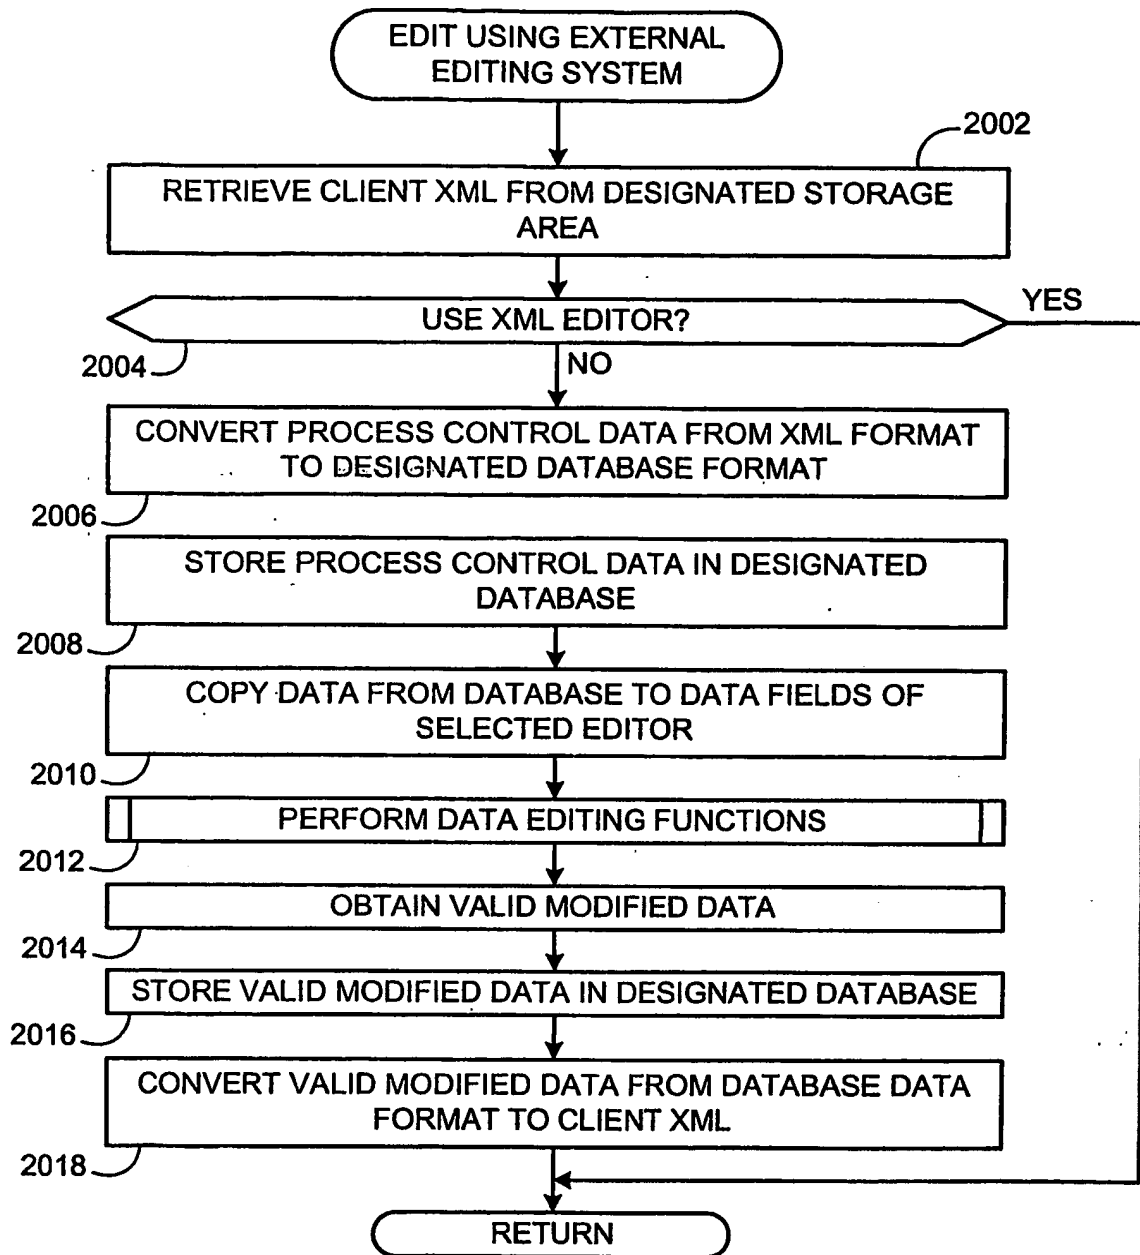 EDIT USING EXTERNAL
EDITING SYSTEM
2002
RETRIEVE CLIENT XML FROM DESIGNATED STORAGE
AREA
YES
USE XML EDITOR?
2004
NO
CONVERT PROCESS CONTROL DATA FROM XML FORMAT
TO DESIGNATED DATABASE FORMAT
2006
STORE PROCESS CONTROL DATA IN DESIGNATED
DATABASE
2008
COPY DATA FROM DATABASE TO DATA FIELDS OF
SELECTED EDITOR
2010
PERFORM DATA EDITING FUNCTIONS
2012
OBTAIN VALID MODIFIED DATA
2014
STORE VALID MODIFIED DATA IN DESIGNATED DATABASE
2016
CONVERT VALID MODIFIED DATA FROM DATABASE DATA
FORMAT TO CLIENT XML
2018
RETURN